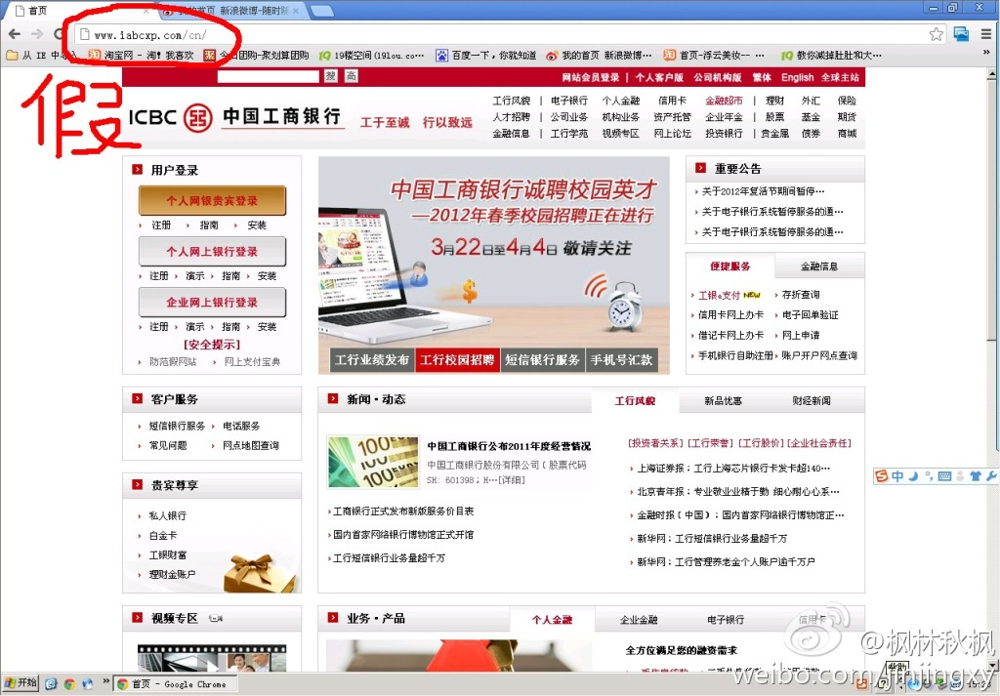 首页
我的首页 新浪微博-随时随
www.1abcxp.com/cn/
从 IE 中导入
淘宝网 - 淘！我喜欢
今日团购-聚划算团购
19楼空间(19lou.co…
百度一下，你就知道
我的首页 新浪微博…
首页-浮云美妆-- …
教你减掉肚肚和大…
假
搜 高
网站会员登录 | 个人客户版 公司机构版 繁体 English 全球主站
ICBC 中国工商银行 工于至诚 行以致远
工行风貌 | 电子银行 个人金融 信用卡 金融超市 | 理财 外汇 保险
人才招聘 | 公司业务 机构业务 资产托管 企业年金 | 股票 基金 期货
金融信息 | 工行学苑 视频专区 网上论坛 投资银行 | 贵金属 债券 商城
用户登录
个人网银贵宾登录
注册 指南 安装
个人网上银行登录
注册 演示 指南 安装
企业网上银行登录
注册 演示 指南 安装
[安全提示]
防范假网站 网上支付宝典
中国工商银行诚聘校园英才
—2012年春季校园招聘正在进行
3月22日至4月4日 敬请关注
工行业绩发布 工行校园招聘 短信银行服务 手机号汇款
重要公告
关于2012年复活节期间暂停…
关于电子银行系统暂停服务的通…
关于电子银行系统暂停服务的通…
便捷服务 金融信息
工银e支付 NEW 存折查询
信用卡网上办卡 电子回单验证
借记卡网上办卡 网上申请
手机银行自助注册 账户开户网点查询
客户服务
短信银行服务 电话服务
常见问题 网点地图查询
新闻·动态
工行风貌 新品优惠 财经新闻
中国工商银行公布2011年度经营情况
中国工商银行股份有限公司（股票代码
SH: 601398；H…[详细]
工商银行正式发布新版服务价目表
国内首家网络银行博物馆正式开馆
工行短信银行业务量超千万
[投资者关系] [工行荣誉] [工行股价] [企业社会责任]
上海证券报：工行上海芯片银行卡发卡超140…
北京青年报：专业敬业业精于勤 细心耐心心系…
金融时报（中国）：国内首家网络银行博物馆正…
新华网：工行短信银行业务量超千万
新华网：工行管理养老金个人账户逾千万户
贵宾尊享
私人银行
白金卡
工银财富
理财金账户
中
视频专区
业务·产品
个人金融 企业金融 电子银行 信用卡
全方位满足您的融资需求
@枫林秋枫
weibo.com/linjingxy
开始
首页 - Google Chrome
帮助
15:23